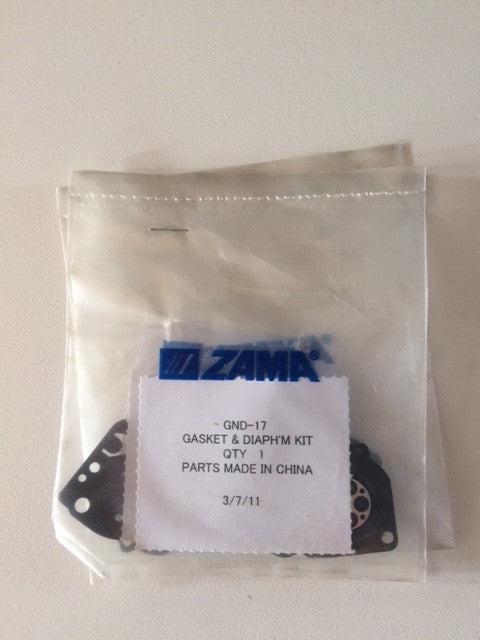 ZAMA®
- GND-17
GASKET & DIAPH'M KIT
QTY 1
PARTS MADE IN CHINA
3/7/11